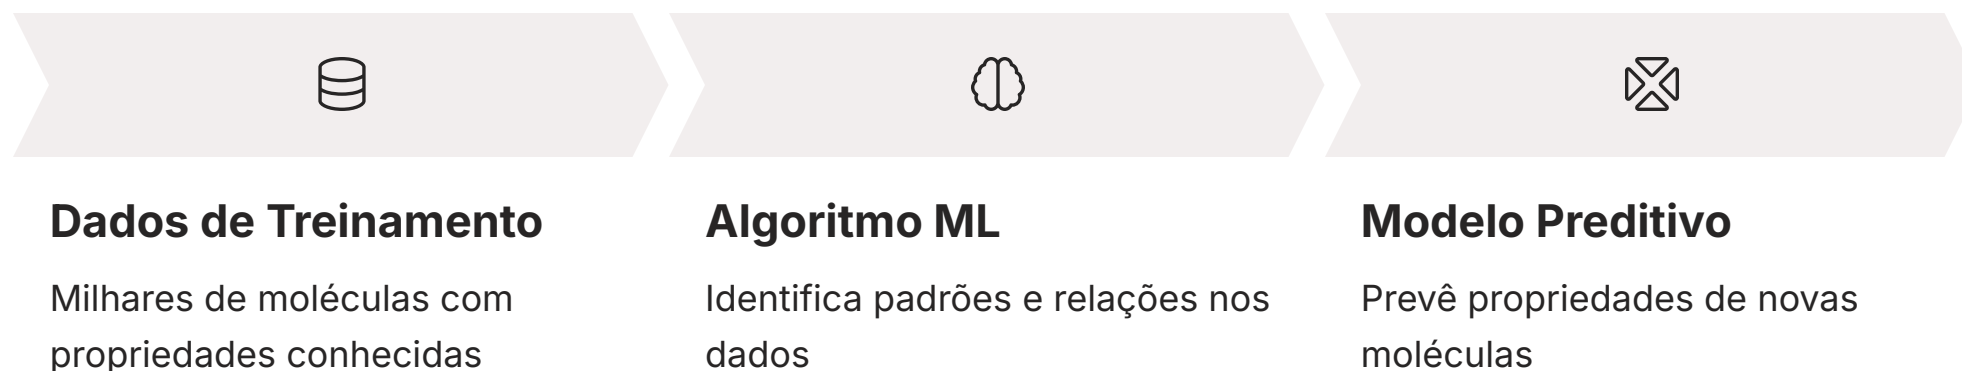 Dados de Treinamento
Milhares de moléculas com
propriedades conhecidas
Algoritmo ML
Identifica padrões e relações nos
dados
Modelo Preditivo
Prevê propriedades de novas
moléculas